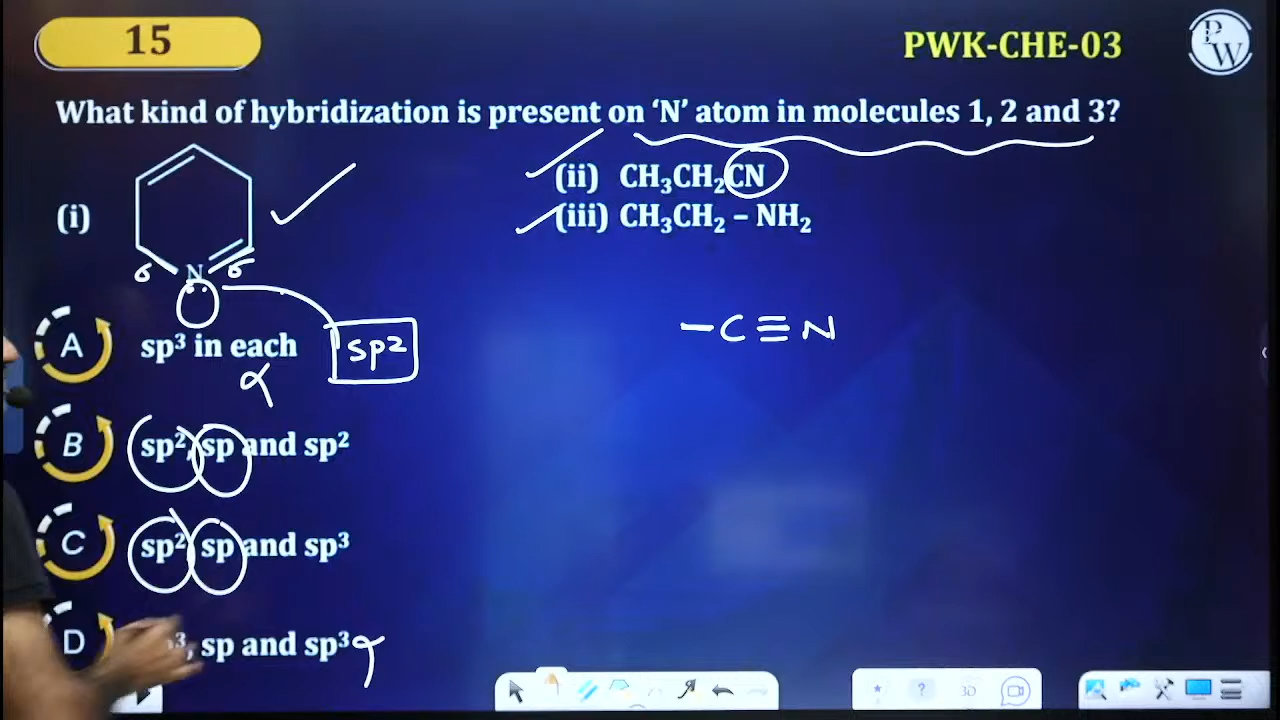 15
PWK-CHE-03
P
W
What kind of hybridization is present on ‘N’ atom in molecules 1, 2 and 3?
(i)
N
σ σ
(ii) CH₃CH₂CN
(iii) CH₃CH₂ – NH₂
–C≡N
A sp³ in each
sp²
B sp², sp and sp²
C sp², sp and sp³
D ³, sp and sp³
3D